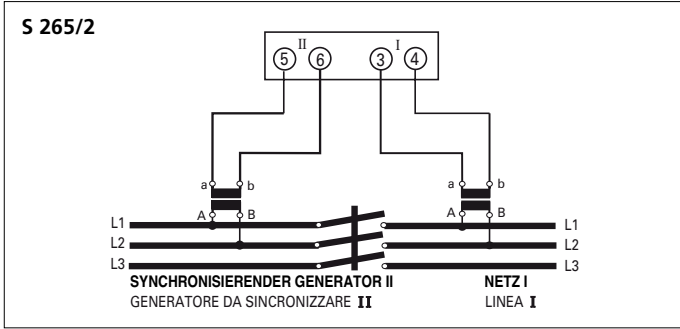 S 265/2
II I
5 6 3 4
a b a b
A B A B
L1 L1
L2 L2
L3 L3
SYNCHRONISIERENDER GENERATOR II NETZ I
GENERATORE DA SINCRONIZZARE II LINEA I